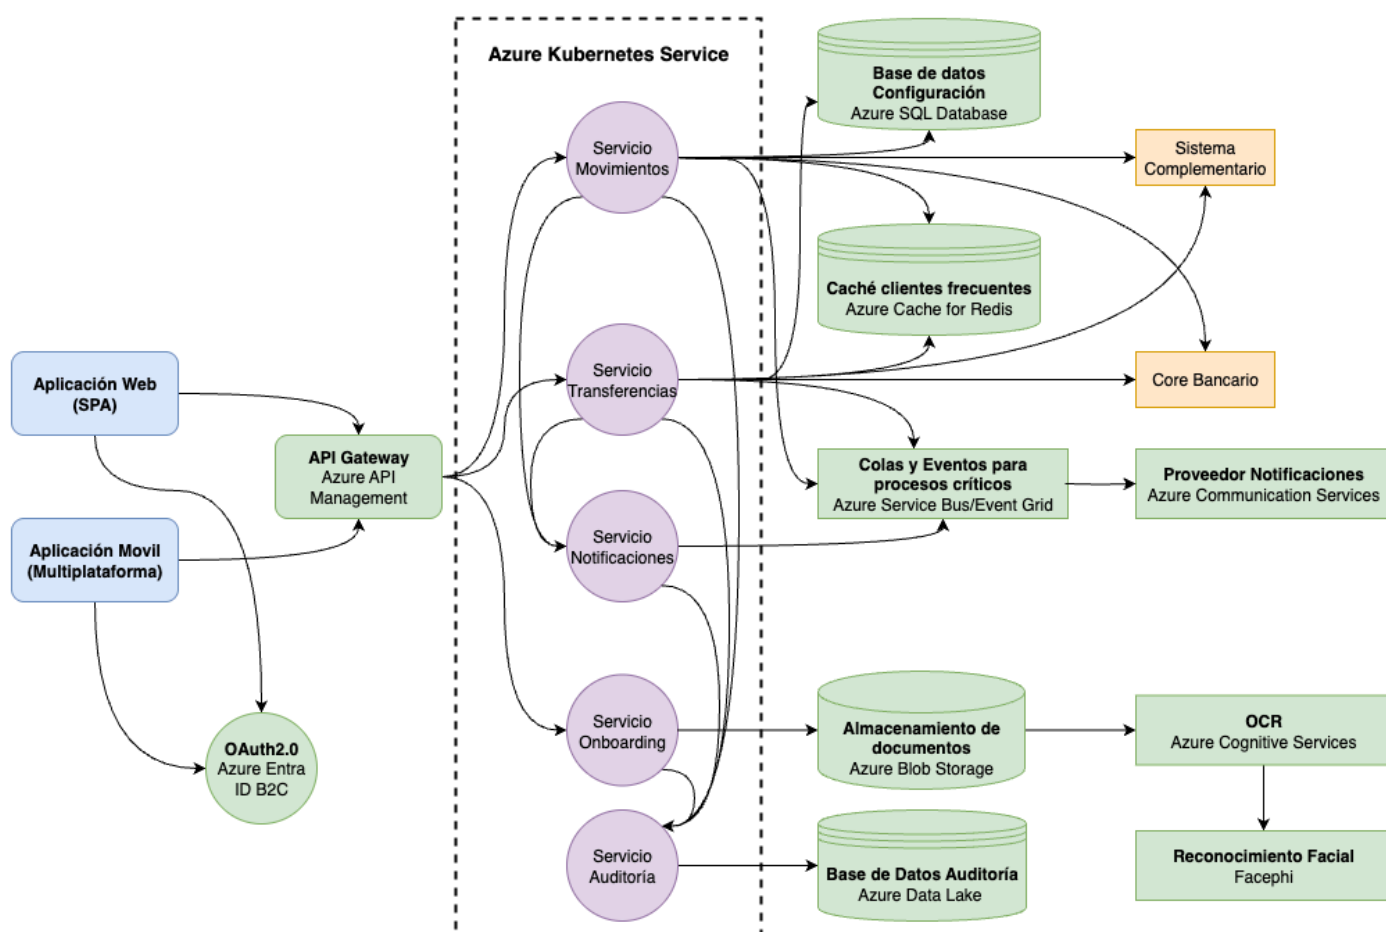 Azure Kubernetes Service
Base de datos
Configuración
Azure SQL Database
Servicio
Movimientos
Sistema
Complementario
Caché clientes frecuentes
Azure Cache for Redis
Servicio
Transferencias
Core Bancario
Aplicación Web
(SPA)
API Gateway
Azure API
Management
Colas y Eventos para
procesos críticos
Azure Service Bus/Event Grid
Proveedor Notificaciones
Azure Communication Services
Aplicación Movil
(Multiplataforma)
Servicio
Notificaciones
OAuth2.0
Azure Entra
ID B2C
Servicio
Onboarding
Almacenamiento de
documentos
Azure Blob Storage
OCR
Azure Cognitive Services
Servicio
Auditoría
Base de Datos Auditoría
Azure Data Lake
Reconocimiento Facial
Facephi